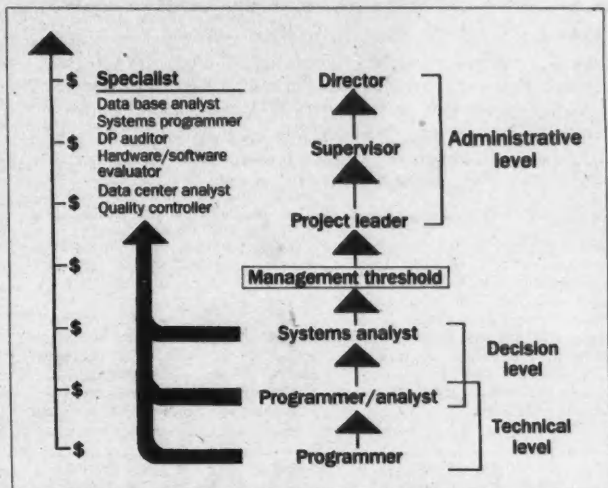 $
$
$
$
$
$
$
Specialist
Data base analyst
Systems programmer
DP auditor
Hardware/software
evaluator
Data center analyst
Quality controller
Director
Supervisor
Project leader
Management threshold
Systems analyst
Programmer/analyst
Programmer
Administrative
level
Decision
level
Technical
level